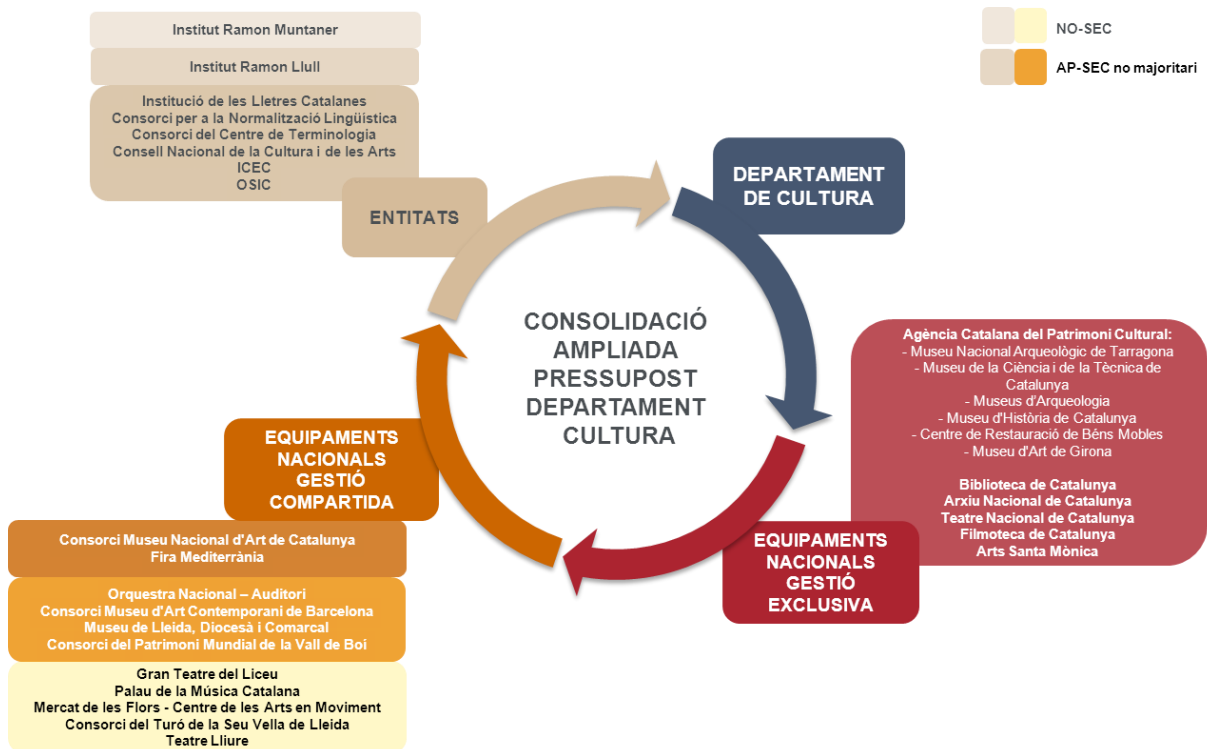 Institut Ramon Muntaner
Institut Ramon Llull
Institució de les Lletres Catalanes
Consorci per a la Normalització Lingüística
Consorci del Centre de Terminologia
Consell Nacional de la Cultura i de les Arts
ICEC
OSIC
ENTITATS
NO-SEC
AP-SEC no majoritari
DEPARTAMENT
DE CULTURA
CONSOLIDACIÓ
AMPLIADA
PRESSUPOST
DEPARTAMENT
CULTURA
Agència Catalana del Patrimoni Cultural:
- Museu Nacional Arqueològic de Tarragona
- Museu de la Ciència i de la Tècnica de
Catalunya
- Museus d'Arqueologia
- Museu d'Història de Catalunya
- Centre de Restauració de Béns Mobles
- Museu d'Art de Girona
Biblioteca de Catalunya
Arxiu Nacional de Catalunya
Teatre Nacional de Catalunya
Filmoteca de Catalunya
Arts Santa Mònica
EQUIPAMENTS
NACIONALS
GESTIÓ
EXCLUSIVA
EQUIPAMENTS
NACIONALS
GESTIÓ
COMPARTIDA
Consorci Museu Nacional d'Art de Catalunya
Fira Mediterrània
Orquestra Nacional – Auditori
Consorci Museu d'Art Contemporani de Barcelona
Museu de Lleida, Diocesà i Comarcal
Consorci del Patrimoni Mundial de la Vall de Boí
Gran Teatre del Liceu
Palau de la Música Catalana
Mercat de les Flors - Centre de les Arts en Moviment
Consorci del Turó de la Seu Vella de Lleida
Teatre Lliure